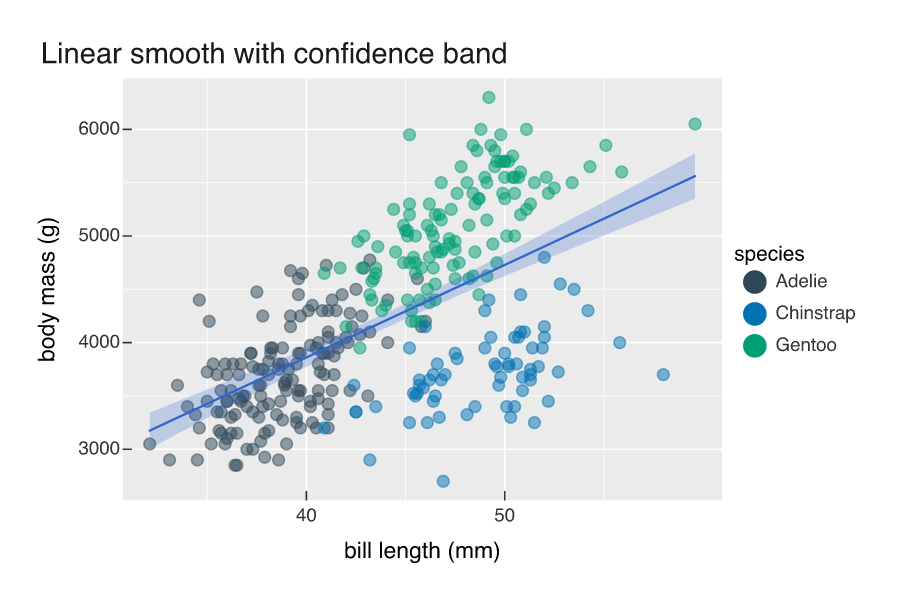 Linear smooth with confidence band
6000
5000
4000
3000
body mass (g)
40
50
bill length (mm)
species
Adelie
Chinstrap
Gentoo